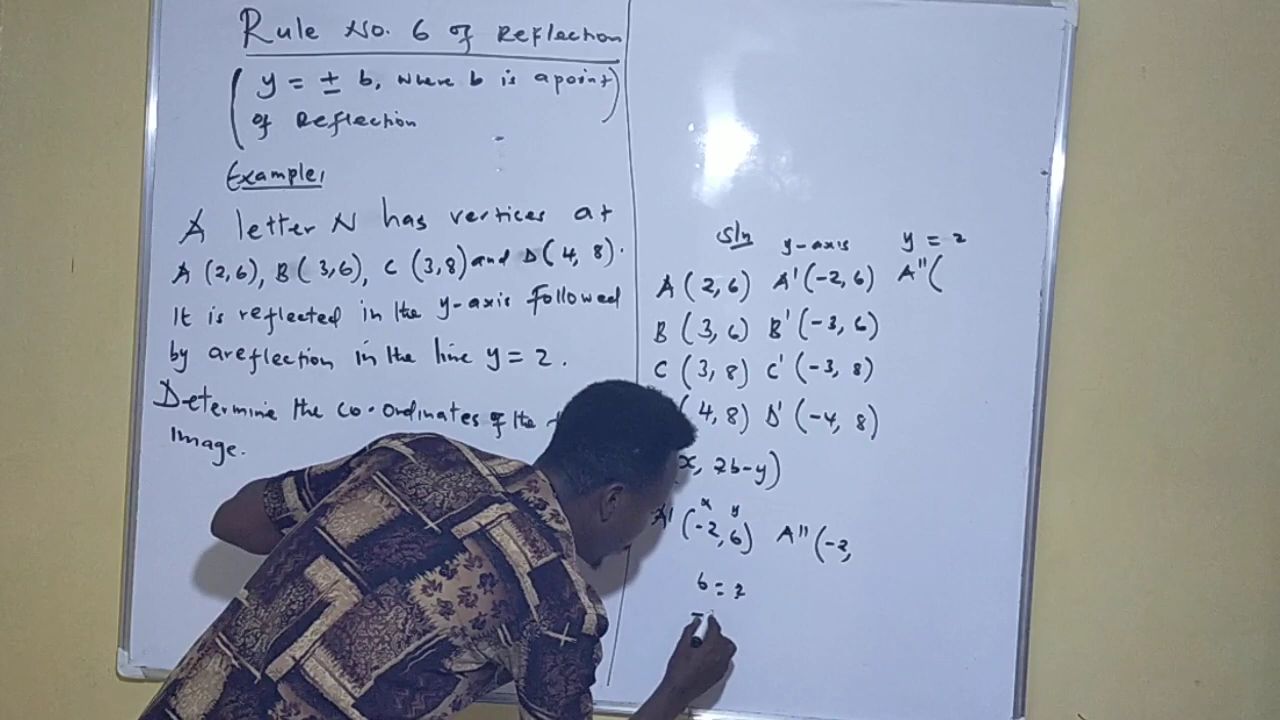 Rule No. 6 of Reflection
(y = ± b, where b is a point
of Reflection)
Example,
A letter N has vertices at
A (2,6), B (3,6), C (3,8) and D (4, 8).
It is reflected in the y-axis followed
by a reflection in the line y = 2.
Determine the co-ordinates of the
Image.
Sln y-axis y = 2
A (2, 6) A' (-2, 6) A'' (
B (3, 6) B' (-3, 6)
C (3, 8) C' (-3, 8)
(4, 8) D' (-4, 8)
(x, 2b-y)
x y
A' (-2, 6) A'' (-2,
b = 2